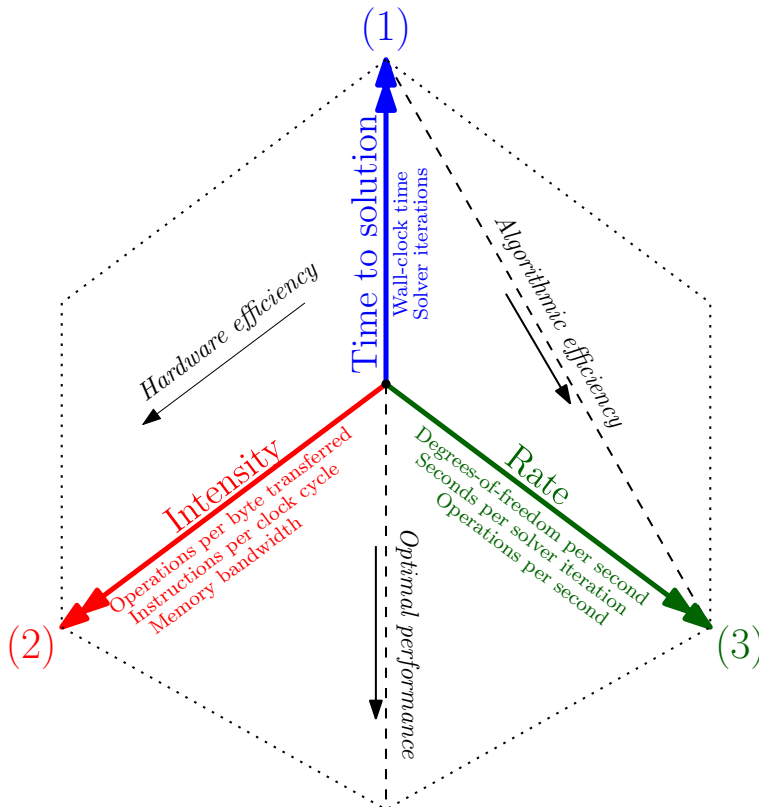 (1)
Time to solution
Wall-clock time
Solver iterations
Algorithmic efficiency
Hardware efficiency
Intensity
Operations per byte transferred
Instructions per clock cycle
Memory bandwidth
Rate
Degrees-of-freedom per second
Seconds per solver iteration
Operations per second
Optimal performance
(2)
(3)